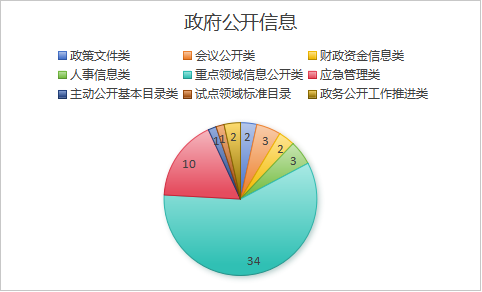 政府公开信息
政策文件类 会议公开类 财政资金信息类
人事信息类 重点领域信息公开类 应急管理类
主动公开基本目录类 试点领域标准目录 政务公开工作推进类
1 1 2 2 3
2
3
10
34